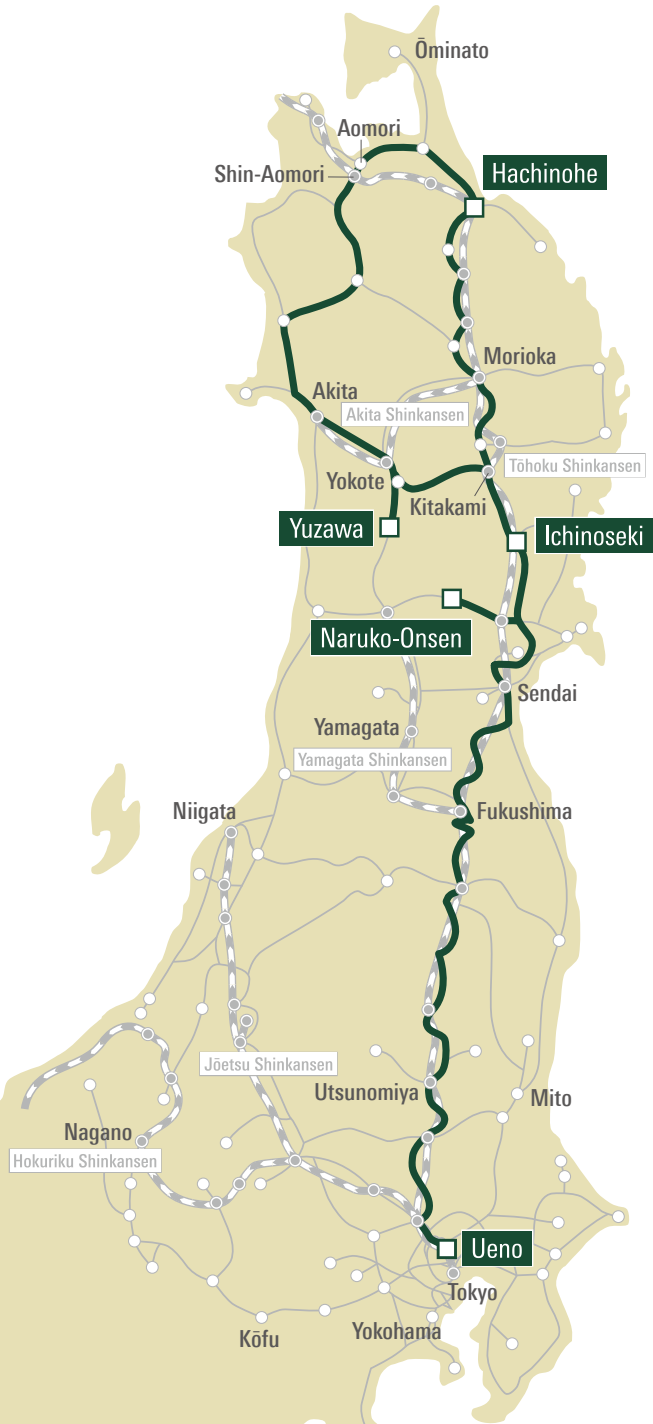 Ōminato
Aomori
Shin-Aomori
Hachinohe
Morioka
Akita
Akita Shinkansen
Yokote
Tōhoku Shinkansen
Kitakami
Yuzawa
Ichinoseki
Naruko-Onsen
Sendai
Yamagata
Yamagata Shinkansen
Niigata
Fukushima
Jōetsu Shinkansen
Utsunomiya
Mito
Nagano
Hokuriku Shinkansen
Ueno
Tokyo
Yokohama
Kōfu